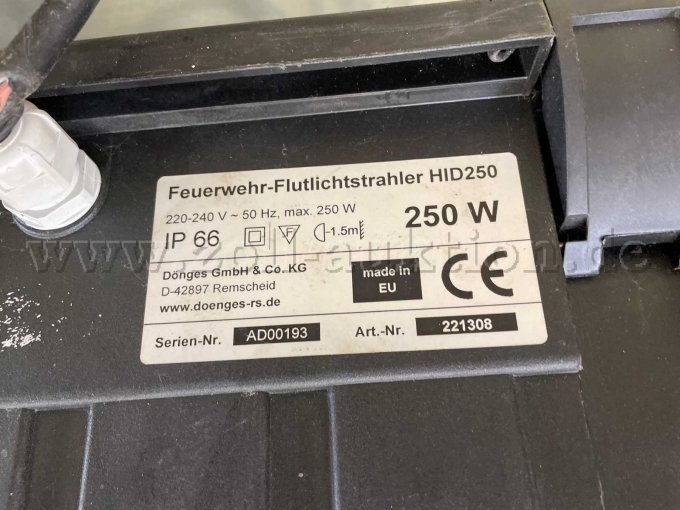 Feuerwehr-Flutlichtstrahler HID250
220-240 V ~ 50 Hz, max. 250 W
250 W
IP 66 F -1.5m
Dönges GmbH & Co. KG
D-42897 Remscheid
www.doenges-rs.de
made in
EU
CE
Serien-Nr. AD00193 Art.-Nr. 221308
www.zoll-auktion.de